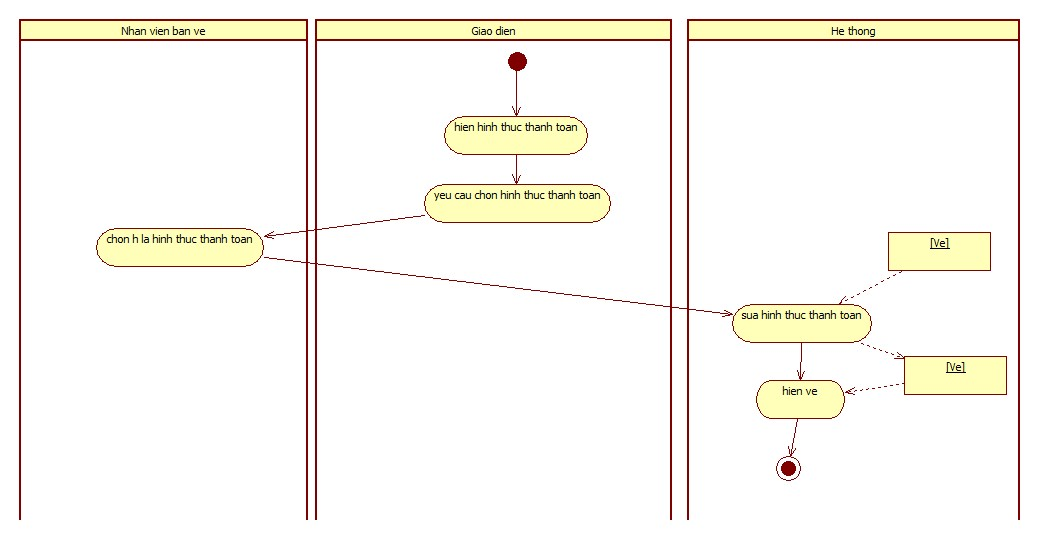 Nhan vien ban ve
Giao dien
He thong
hien hinh thuc thanh toan
yeu cau chon hinh thuc thanh toan
chon h la hinh thuc thanh toan
[Ve]
sua hinh thuc thanh toan
[Ve]
hien ve